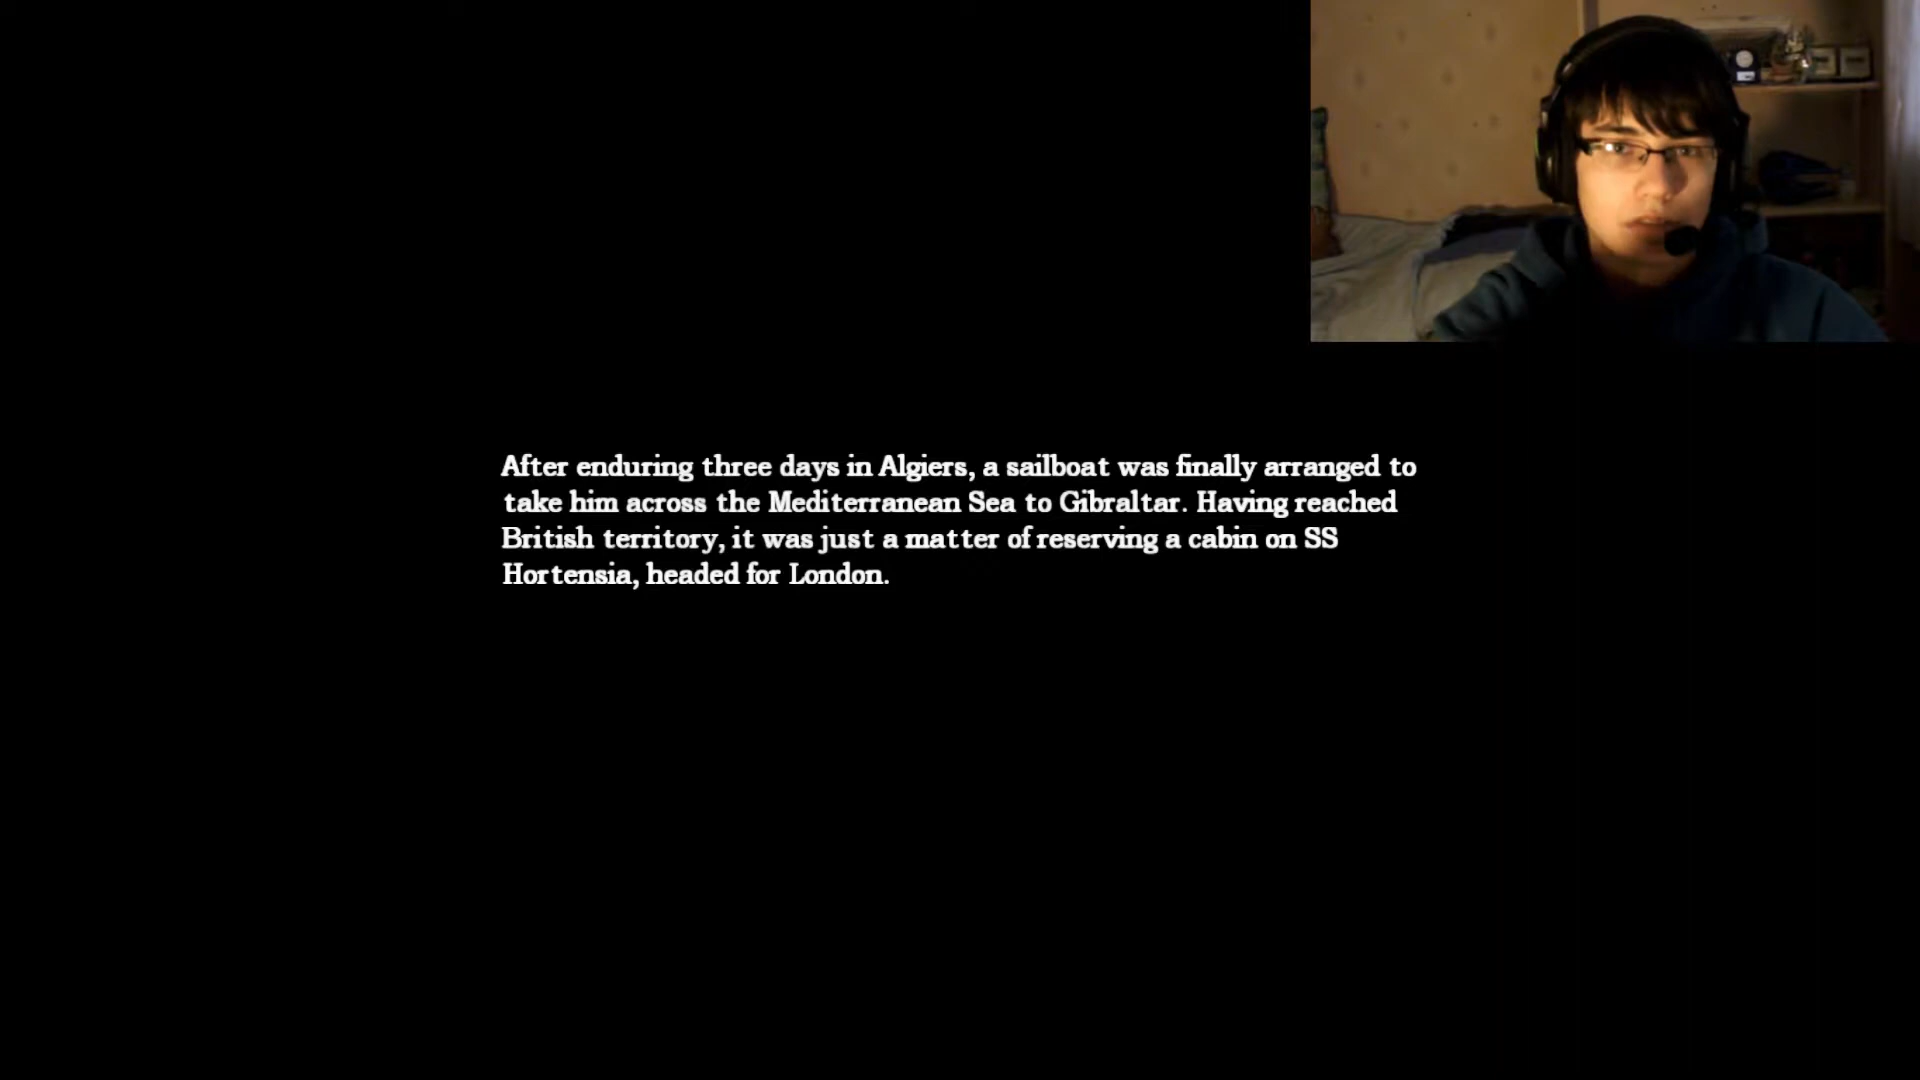 After enduring three days in Algiers, a sailboat was finally arranged to
take him across the Mediterranean Sea to Gibraltar. Having reached
British territory, it was just a matter of reserving a cabin on SS
Hortensia, headed for London.